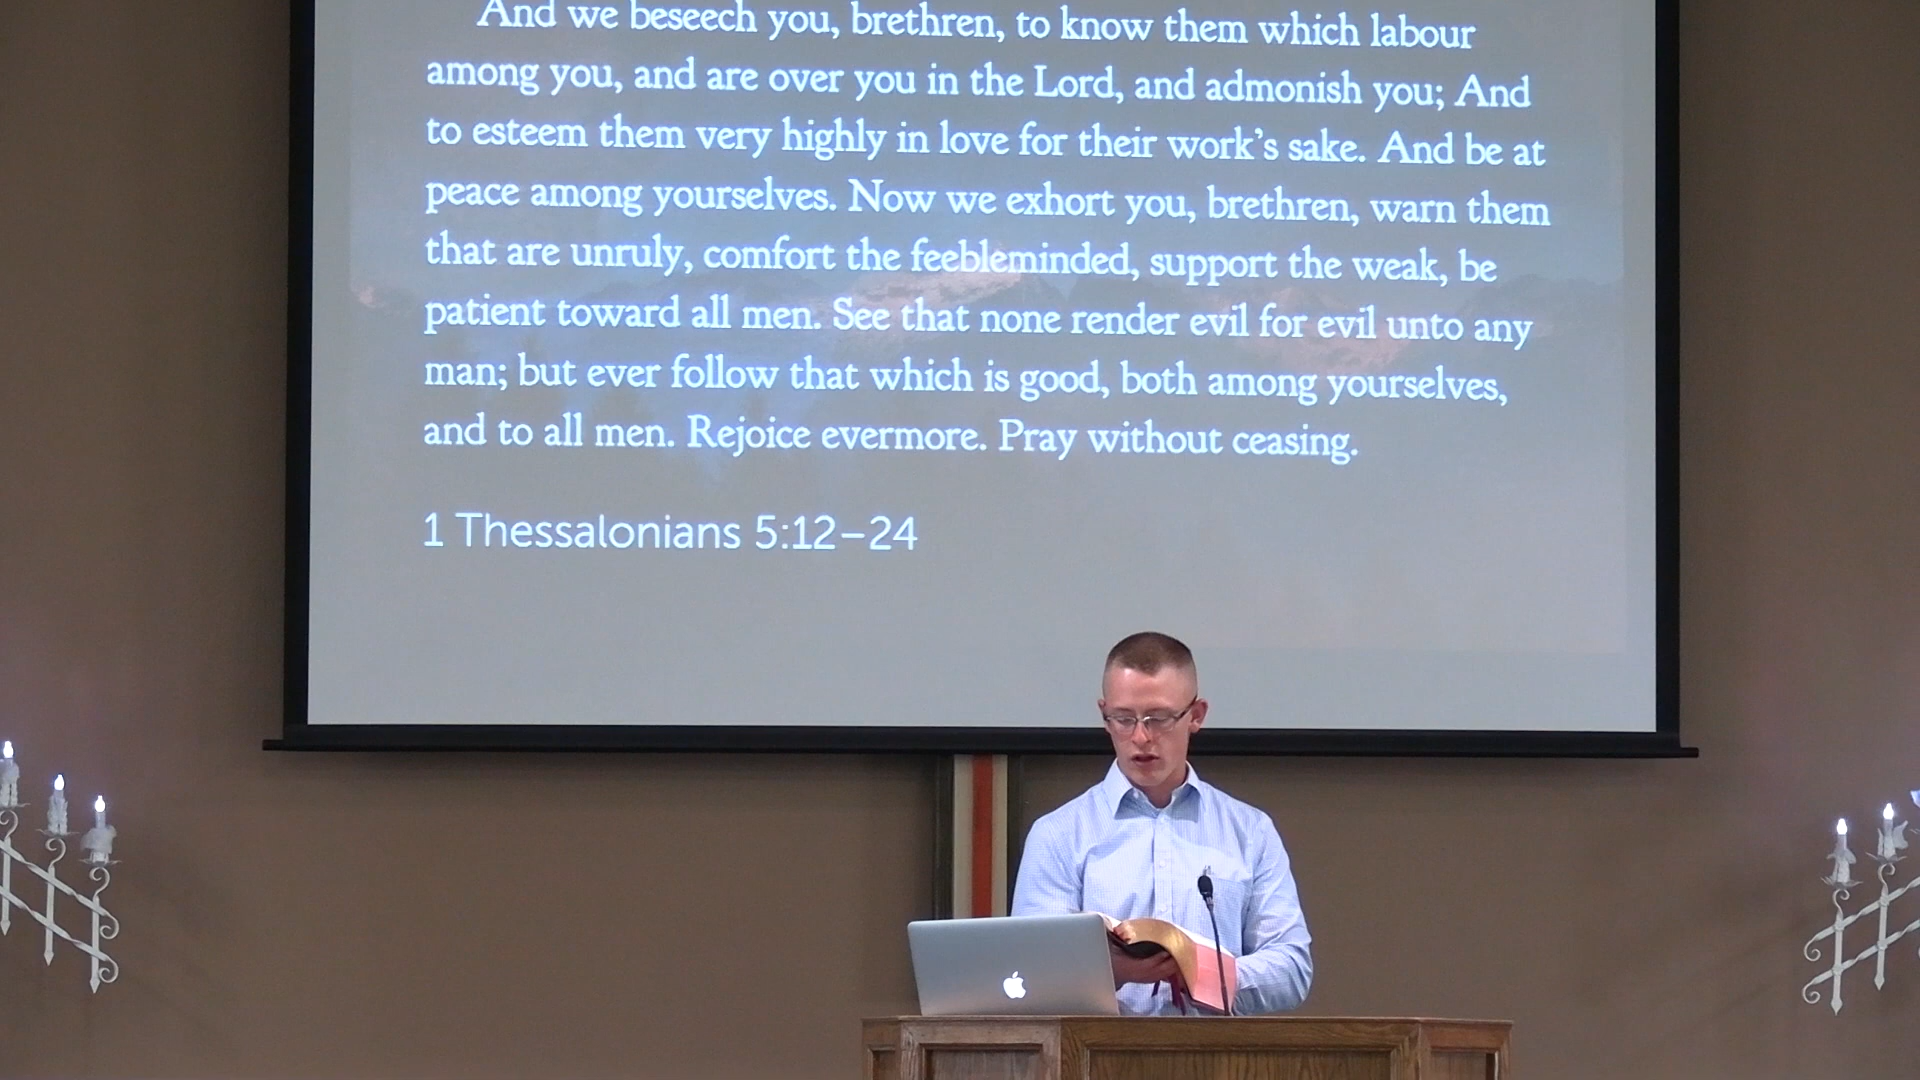 And we beseech you, brethren, to know them which labour
among you, and are over you in the Lord, and admonish you; And
to esteem them very highly in love for their work's sake. And be at
peace among yourselves. Now we exhort you, brethren, warn them
that are unruly, comfort the feebleminded, support the weak, be
patient toward all men. See that none render evil for evil unto any
man; but ever follow that which is good, both among yourselves,
and to all men. Rejoice evermore. Pray without ceasing.
1 Thessalonians 5:12–24